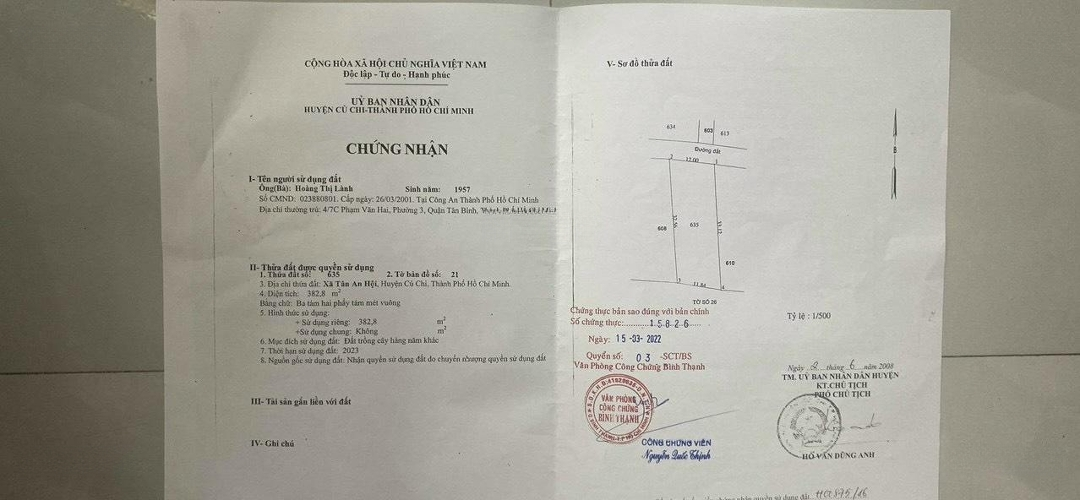 CỘNG HÒA XÃ HỘI CHỦ NGHĨA VIỆT NAM
Độc lập - Tự do - Hạnh phúc
UỶ BAN NHÂN DÂN
HUYỆN CỦ CHI-THÀNH PHỐ HỒ CHÍ MINH
CHỨNG NHẬN
I- Tên người sử dụng đất
Ông(Bà): Hoàng Thị Lành Sinh năm: 1957
Số CMND: 023880801. Cấp ngày: 26/03/2001. Tại Công An Thành Phố Hồ Chí Minh
Địa chỉ thường trú: 4/7C Phạm Văn Hai, Phường 3, Quận Tân Bình,
II- Thửa đất được quyền sử dụng
1. Thửa đất số: 635 2. Tờ bản đồ số: 21
3. Địa chỉ thửa đất: Xã Tân An Hội, Huyện Củ Chi, Thành Phố Hồ Chí Minh.
4. Diện tích: 382,8 m2
Bằng chữ: Ba tám hai phẩy tám mét vuông
5. Hình thức sử dụng:
+ Sử dụng riêng: 382,8 m2
+Sử dụng chung: Không m2
6. Mục đích sử dụng đất: Đất trồng cây hàng năm khác
7. Thời hạn sử dụng đất: 2023
8. Nguồn gốc sử dụng đất: Nhận quyền sử dụng đất do chuyển nhượng quyền sử dụng đất
III- Tài sản gắn liền với đất
IV- Ghi chú
V- Sơ đồ thửa đất
634 603 613
Đường đất
2 12.00 1
B
608 635
610
3 11.84 4
TỜ SỐ 26
Chứng thực bản sao đúng với bản chính
Số chứng thực:..........15826....
Tỷ lệ : 1/500
Ngày: 15-03-2022
Quyển số: 03 -SCT/BS
Văn Phòng Công Chứng Bình Thạnh
VĂN PHÒNG
CÔNG CHỨNG
BÌNH THẠNH
CÔNG CHỨNG VIÊN
Nguyễn Quốc Thịnh
Ngày 2 tháng 6 năm 2008
TM. UỶ BAN NHÂN DÂN HUYỆN
KT.CHỦ TỊCH
PHÓ CHỦ TỊCH
HỒ VĂN DŨNG ANH